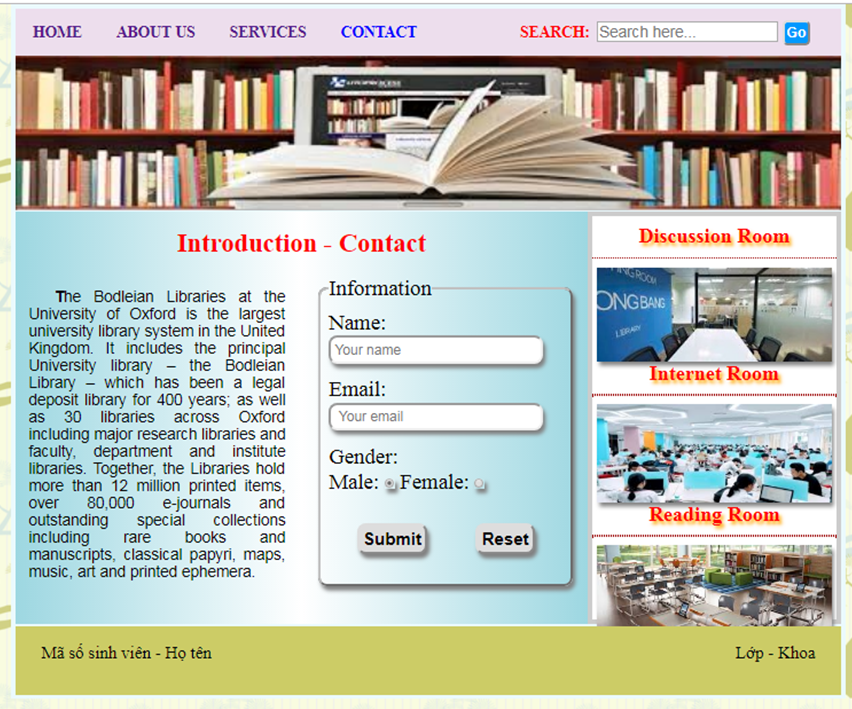 HOME ABOUT US SERVICES CONTACT SEARCH: Search here... Go
Introduction - Contact
The Bodleian Libraries at the
University of Oxford is the largest
university library system in the United
Kingdom. It includes the principal
University library – the Bodleian
Library – which has been a legal
deposit library for 400 years; as well
as 30 libraries across Oxford
including major research libraries and
faculty, department and institute
libraries. Together, the Libraries hold
more than 12 million printed items,
over 80,000 e-journals and
outstanding special collections
including rare books and
manuscripts, classical papyri, maps,
music, art and printed ephemera.
Information
Name:
Your name
Email:
Your email
Gender:
Male: Female:
Submit Reset
Discussion Room
ONG BANG
LIBRARY
Internet Room
Reading Room
Mã số sinh viên - Họ tên
Lớp - Khoa